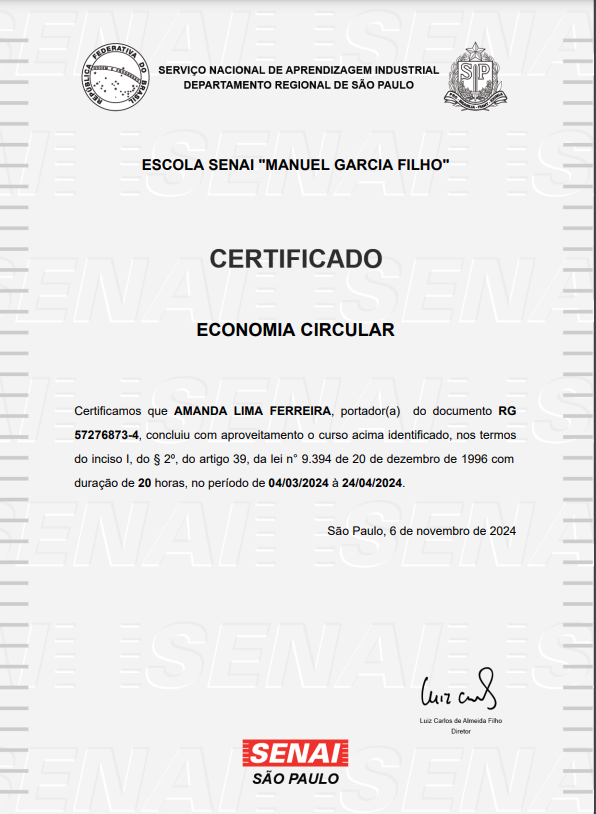 REPÚBLICA FEDERATIVA DO BRASIL
SERVIÇO NACIONAL DE APRENDIZAGEM INDUSTRIAL
DEPARTAMENTO REGIONAL DE SÃO PAULO
SP
ESCOLA SENAI "MANUEL GARCIA FILHO"
CERTIFICADO
ECONOMIA CIRCULAR
Certificamos que AMANDA LIMA FERREIRA, portador(a) do documento RG
57276873-4, concluiu com aproveitamento o curso acima identificado, nos termos
do inciso I, do § 2º, do artigo 39, da lei n° 9.394 de 20 de dezembro de 1996 com
duração de 20 horas, no período de 04/03/2024 à 24/04/2024.
São Paulo, 6 de novembro de 2024
Luiz Carlos de Almeida Filho
Diretor
SENAI
SÃO PAULO